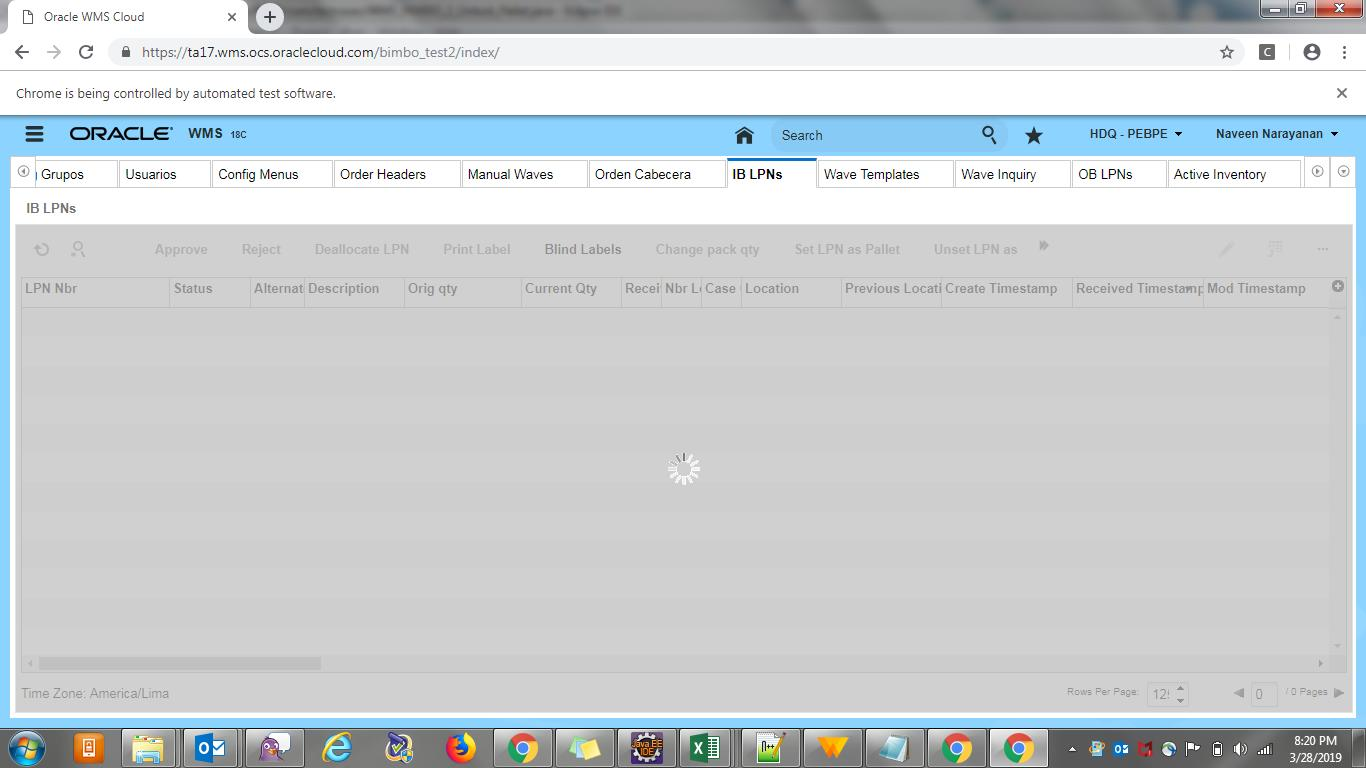 Oracle WMS Cloud
https://ta17.wms.ocs.oraclecloud.com/bimbo_test2/index/
C
Chrome is being controlled by automated test software.
ORACLE WMS 18C
Search
HDQ - PEBPE
Naveen Narayanan
Grupos
Usuarios
Config Menus
Order Headers
Manual Waves
Orden Cabecera
IB LPNs
Wave Templates
Wave Inquiry
OB LPNs
Active Inventory
IB LPNs
Approve
Reject
Deallocate LPN
Print Label
Blind Labels
Change pack qty
Set LPN as Pallet
Unset LPN as
LPN Nbr
Status
Alternat
Description
Orig qty
Current Qty
Recei
Nbr L
Case
Location
Previous Locati
Create Timestamp
Received Timestamp
Mod Timestamp
Time Zone: America/Lima
Rows Per Page: 125
0 / 0 Pages
Java EE
IDE
8:20 PM
3/28/2019